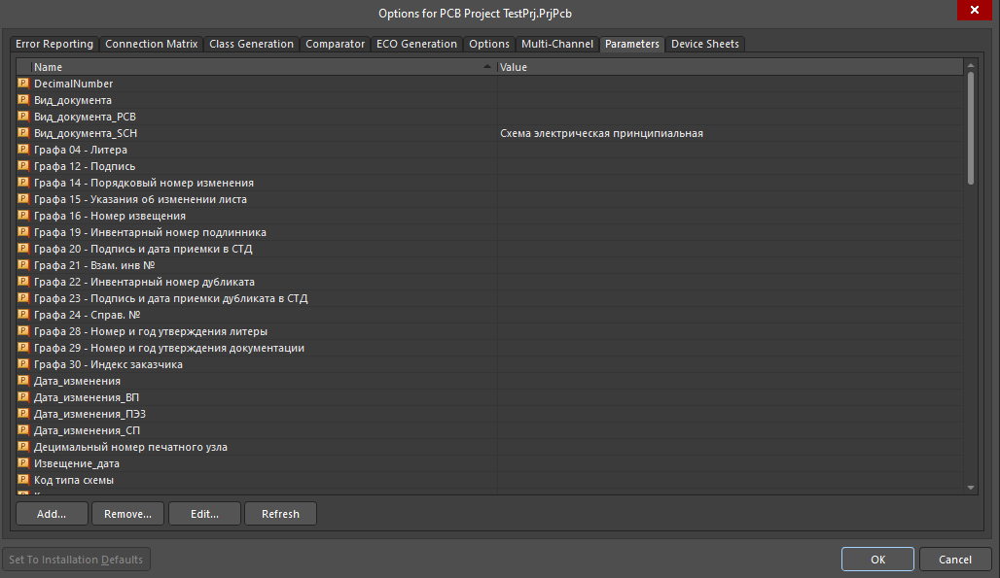 Options for PCB Project TestPrj.PrjPcb
Error Reporting Connection Matrix Class Generation Comparator ECO Generation Options Multi-Channel Parameters Device Sheets
Name Value
P DecimalNumber
P Вид_документа
P Вид_документа_PCB
P Вид_документа_SCH Схема электрическая принципиальная
P Графа 04 - Литера
P Графа 12 - Подпись
P Графа 14 - Порядковый номер изменения
P Графа 15 - Указания об изменении листа
P Графа 16 - Номер извещения
P Графа 19 - Инвентарный номер подлинника
P Графа 20 - Подпись и дата приемки в СТД
P Графа 21 - Взам. инв №
P Графа 22 - Инвентарный номер дубликата
P Графа 23 - Подпись и дата приемки дубликата в СТД
P Графа 24 - Справ. №
P Графа 28 - Номер и год утверждения литеры
P Графа 29 - Номер и год утверждения документации
P Графа 30 - Индекс заказчика
P Дата_изменения
P Дата_изменения_ВП
P Дата_изменения_ПЭЗ
P Дата_изменения_СП
P Децимальный номер печатного узла
P Извещение_дата
P Код типа схемы
Add... Remove... Edit... Refresh
Set To Installation Defaults OK Cancel